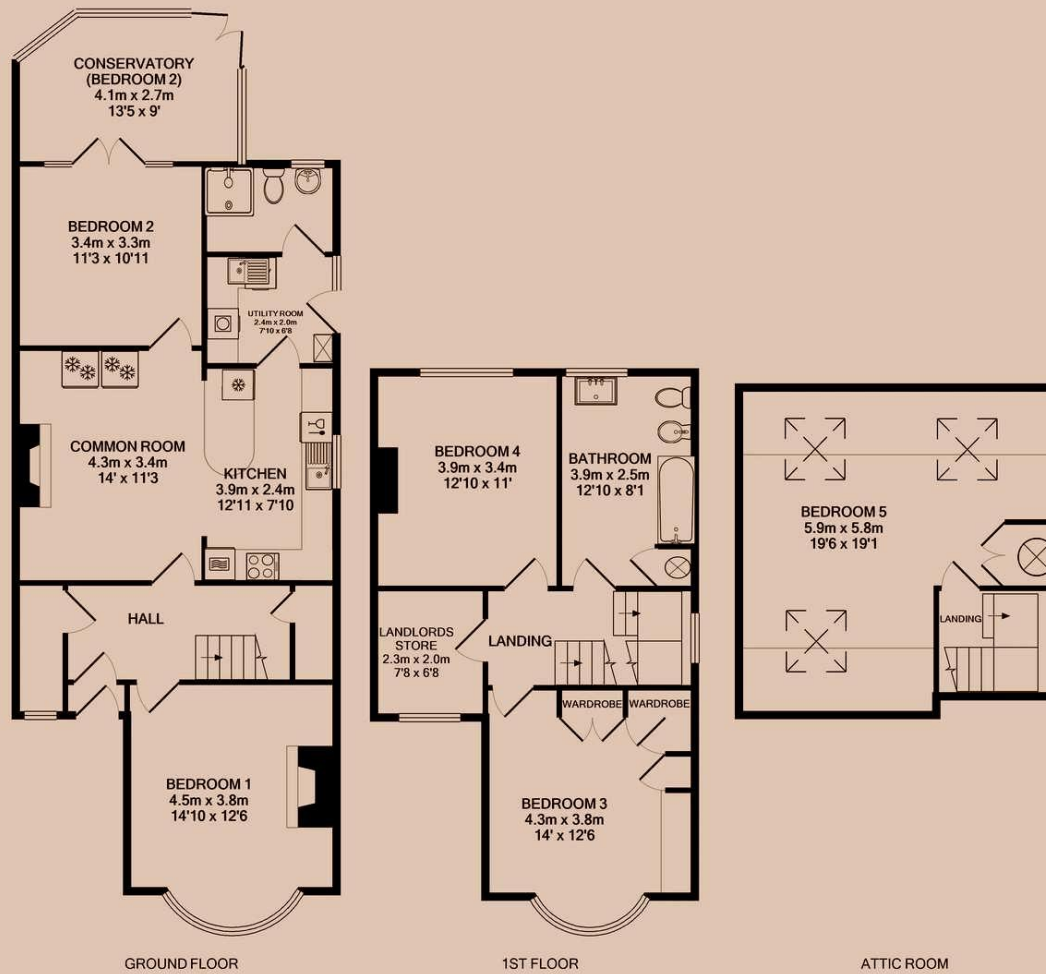 CONSERVATORY
(BEDROOM 2)
4.1m x 2.7m
13'5 x 9'
BEDROOM 2
3.4m x 3.3m
11'3 x 10'11
UTILITY ROOM
2.4m x 2.0m
7'10 x 6'8
COMMON ROOM
4.3m x 3.4m
14' x 11'3
KITCHEN
3.9m x 2.4m
12'11 x 7'10
HALL
BEDROOM 1
4.5m x 3.8m
14'10 x 12'6
GROUND FLOOR
BEDROOM 4
3.9m x 3.4m
12'10 x 11'
BATHROOM
3.9m x 2.5m
12'10 x 8'1
LANDLORDS
STORE
2.3m x 2.0m
7'8 x 6'8
LANDING
WARDROBE
WARDROBE
BEDROOM 3
4.3m x 3.8m
14' x 12'6
1ST FLOOR
BEDROOM 5
5.9m x 5.8m
19'6 x 19'1
LANDING
ATTIC ROOM